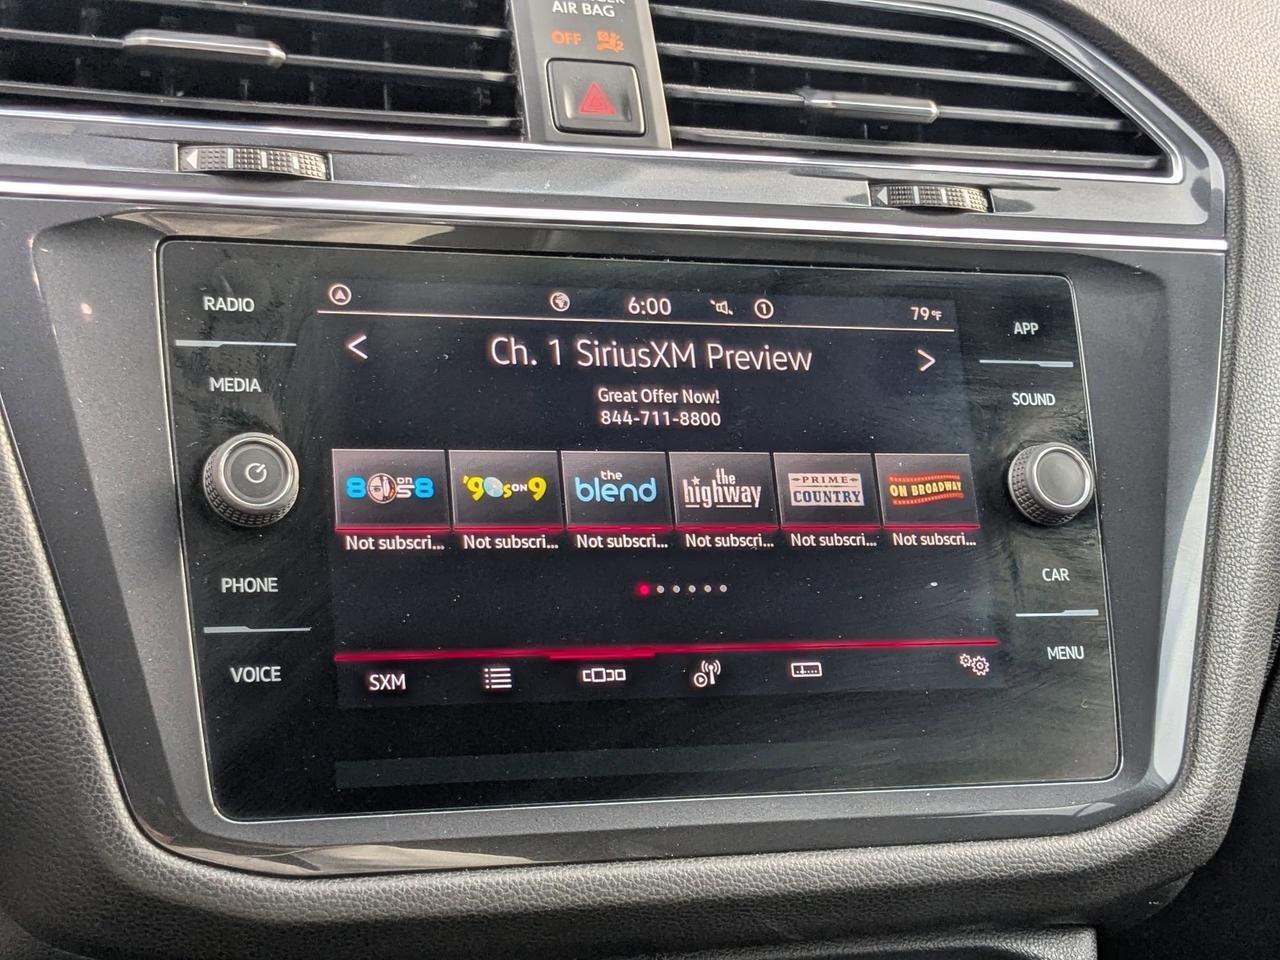 AIR BAG
OFF
RADIO
MEDIA
PHONE
VOICE
6:00
1
79°F
Ch. 1 SiriusXM Preview
Great Offer Now!
844-711-8800
80s on 8
'90s ON 9
the blend
the highway
PRIME COUNTRY
ON BROADWAY
Not subscri...
Not subscri...
Not subscri...
Not subscri...
Not subscri...
Not subscri...
SXM
APP
SOUND
CAR
MENU